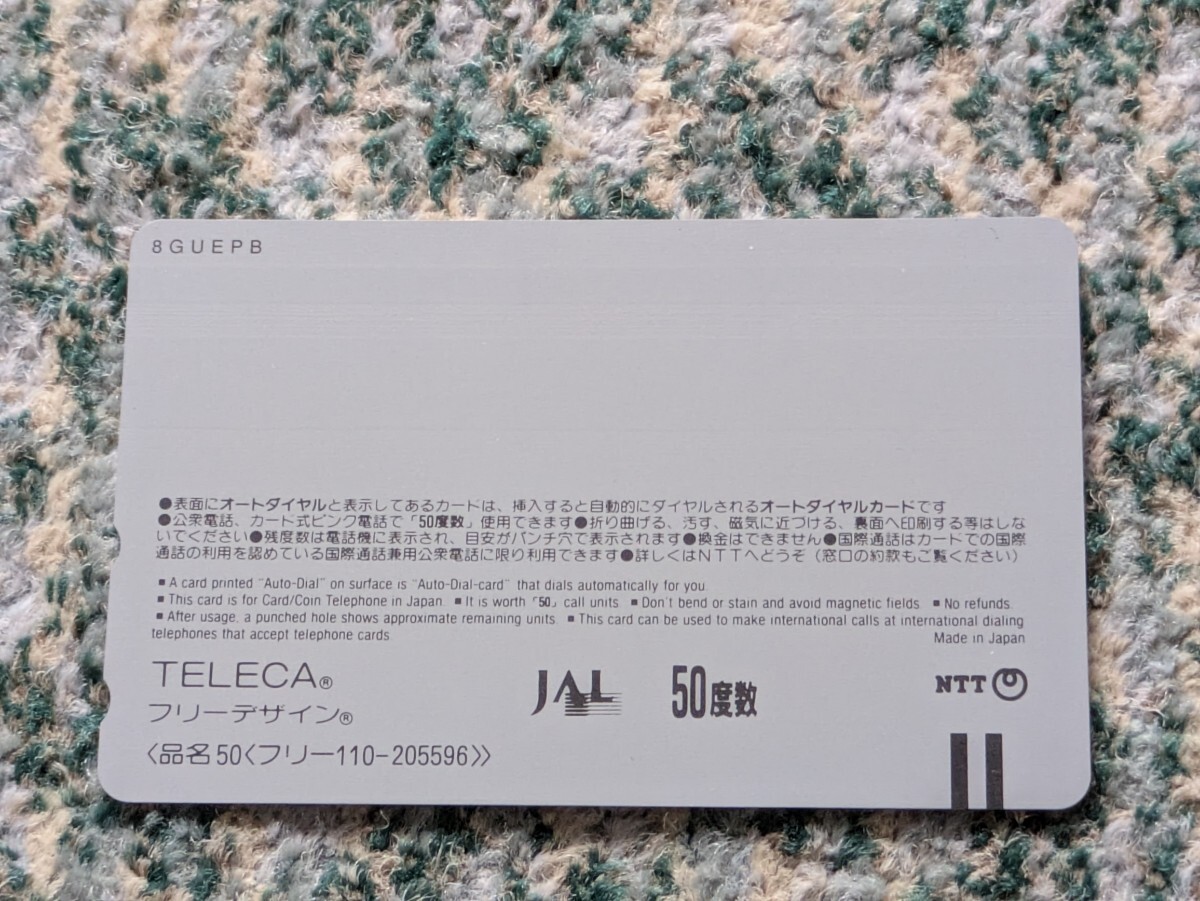 8GUEPB
●表面にオートダイヤルと表示してあるカードは、挿入すると自動的にダイヤルされるオートダイヤルカードです
●公衆電話、カード式ピンク電話で「50度数」使用できます●折り曲げる、汚す、磁気に近づける、裏面へ印刷する等はしな
いでください●残度数は電話機に表示され、目安がパンチ穴で表示されます●換金はできません●国際通話はカードでの国際
通話の利用を認めている国際通話兼用公衆電話に限り利用できます●詳しくはNTTへどうぞ(窓口の約款もご覧ください)
■ A card printed "Auto-Dial" on surface is "Auto-Dial-card" that dials automatically for you.
■ This card is for Card/Coin Telephone in Japan. ■ It is worth「50」call units. ■ Don't bend or stain and avoid magnetic fields. ■ No refunds.
■ After usage, a punched hole shows approximate remaining units. ■ This card can be used to make international calls at international dialing
telephones that accept telephone cards.
Made in Japan
TELECA®
フリーデザイン®
JAL 50度数 NTT
〈品名50〈フリー110-205596〉〉